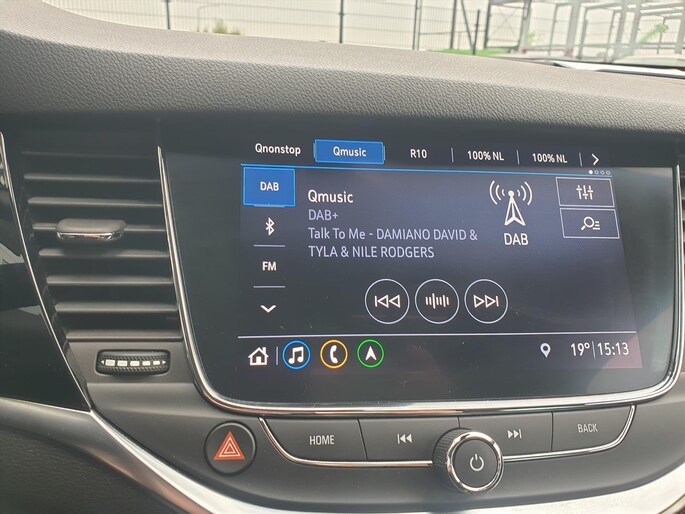 Qnonstop Qmusic R10 100% NL 100% NL
DAB
Qmusic
DAB+
Talk To Me - DAMIANO DAVID &
TYLA & NILE RODGERS
DAB
FM
19° 15:13
HOME
BACK